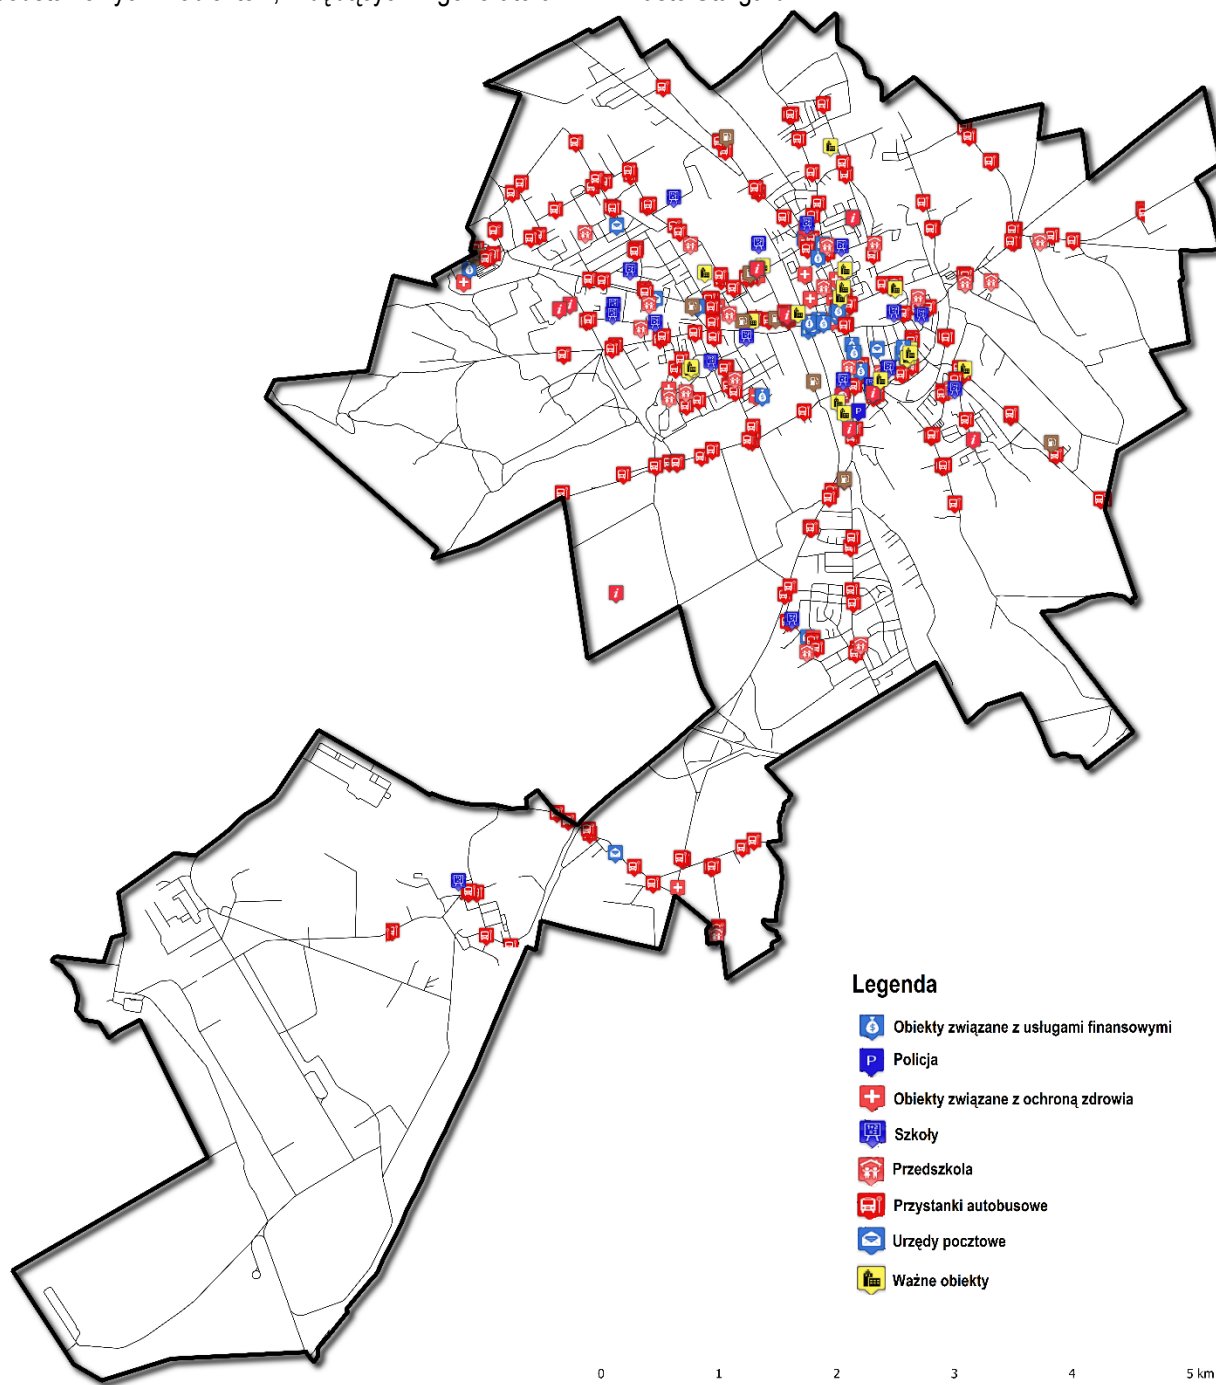 Legenda
Obiekty związane z usługami finansowymi
P Policja
Obiekty związane z ochroną zdrowia
Szkoły
Przedszkola
Przystanki autobusowe
Urzędy pocztowe
Ważne obiekty
0 1 2 3 4 5 km